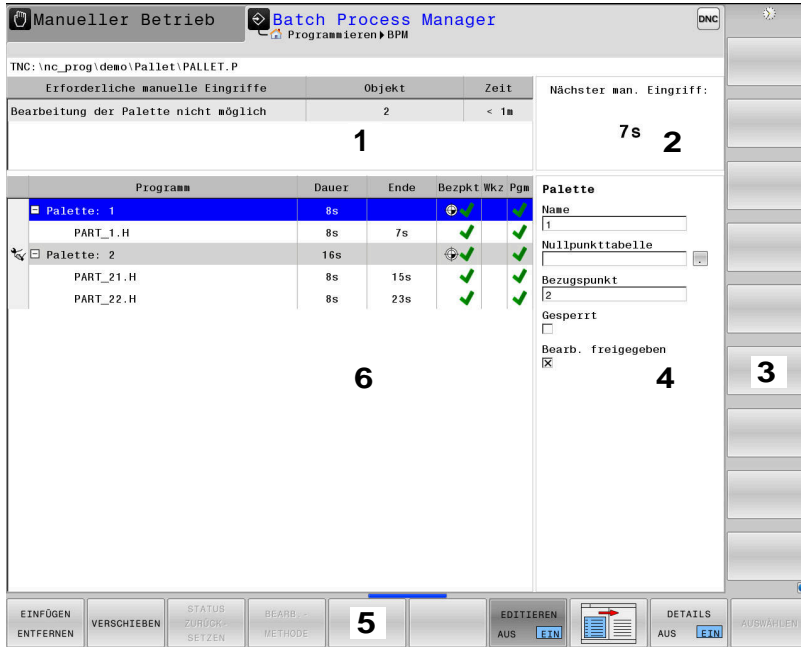 Manueller Betrieb
Batch Process Manager
Programmieren▶BPM
DNC
TNC:\nc_prog\demo\Pallet\PALLET.P
Erforderliche manuelle Eingriffe Objekt Zeit
Bearbeitung der Palette nicht möglich 2 < 1m
1
Nächster man. Eingriff:
7s
2
Programm Dauer Ende Bezpkt Wkz Pgm
Palette: 1 8s
PART_1.H 8s 7s
Palette: 2 16s
PART_21.H 8s 15s
PART_22.H 8s 23s
6
Palette
Name
1
Nullpunkttabelle
Bezugspunkt
2
Gesperrt
Bearb. freigegeben
4
3
EINFÜGEN
ENTFERNEN
VERSCHIEBEN
STATUS
ZURÜCK-
SETZEN
BEARB.-
METHODE
5
EDITIEREN
AUS EIN
DETAILS
AUS EIN
AUSWÄHLEN